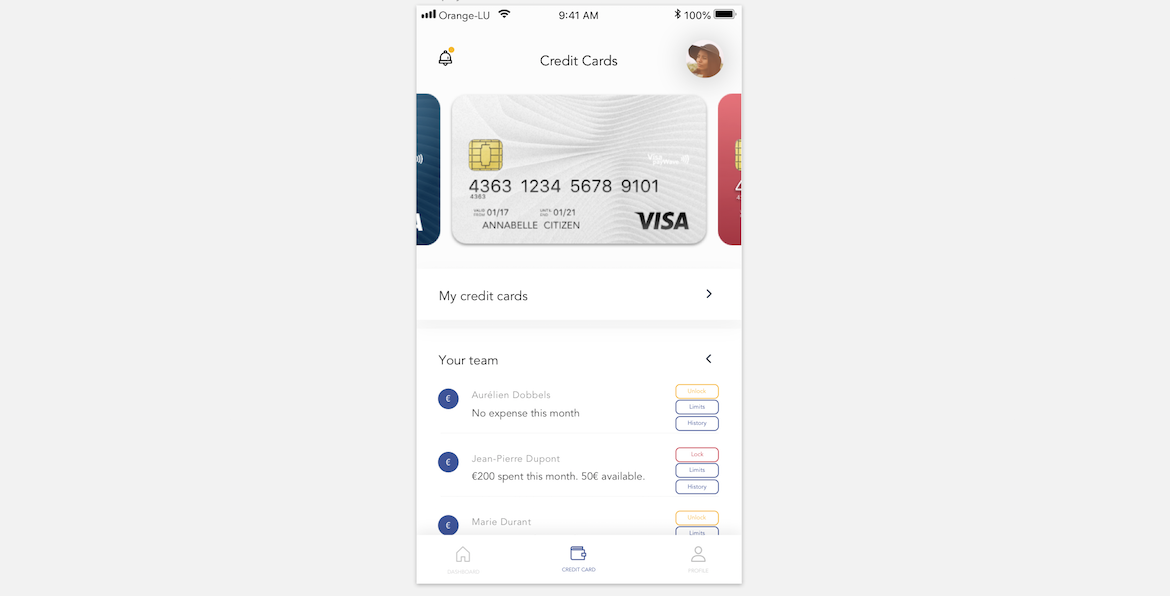 Orange-LU 9:41 AM 100%
Credit Cards
4363 1234 5678 9101
4363
VALID FROM 01/17 UNTIL END 01/21
ANNABELLE CITIZEN
VISA
My credit cards
Your team
Aurélien Dobbels
No expense this month
Unlock
Limits
History
Jean-Pierre Dupont
€200 spent this month. 50€ available.
Lock
Limits
History
Marie Durant
Unlock
Limits
DASHBOARD
CREDIT CARD
PROFILE